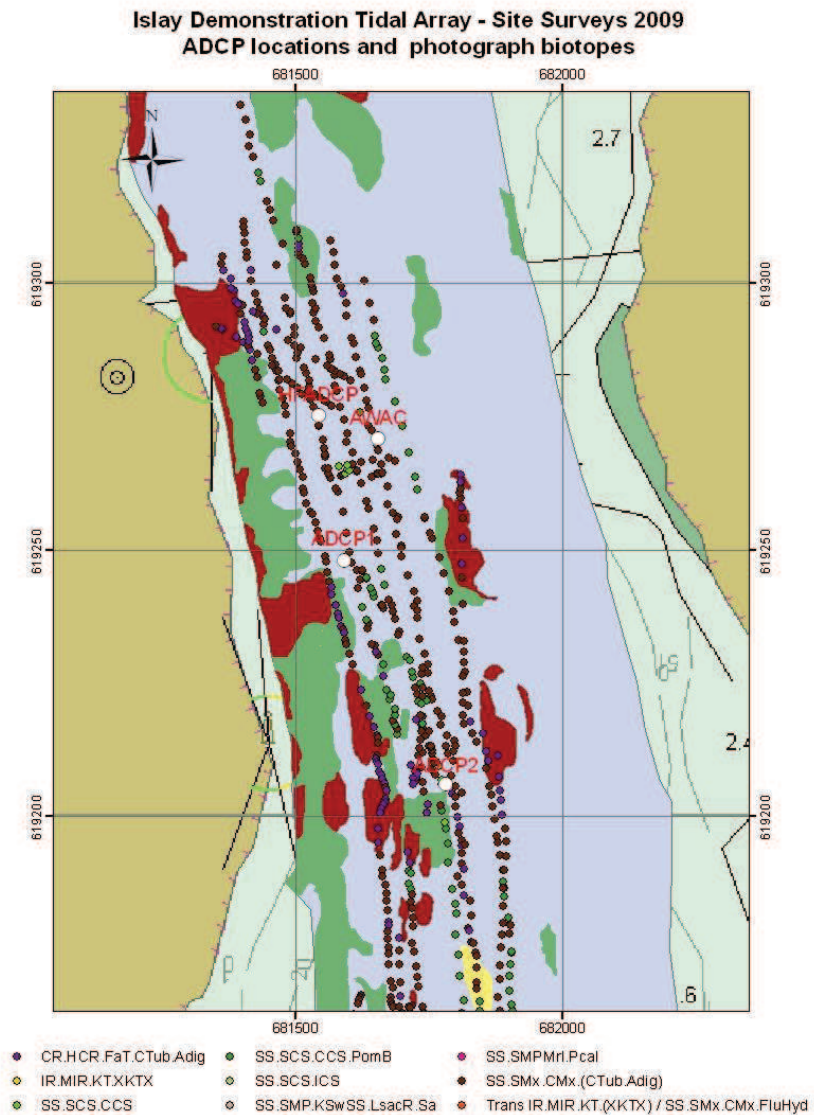 Islay Demonstration Tidal Array - Site Surveys 2009
ADCP locations and photograph biotopes
681500 682000
N
2.7
619300 619300
HFADCP
AWAC
ADCP1
619250 619250
2.4
ADCP2
619200 619200
20
.6
681500 682000
CR.HCR.FaT.CTub.Adig SS.SCS.CCS.PomB SS.SMPMrl.Pcal
IR.MIR.KT.XKTX SS.SCS.ICS SS.SMx.CMx.(CTub.Adig)
SS.SCS.CCS SS.SMP.KSwSS.LsacR.Sa Trans IR.MIR.KT.(XKTX) / SS.SMx.CMx.FluHyd